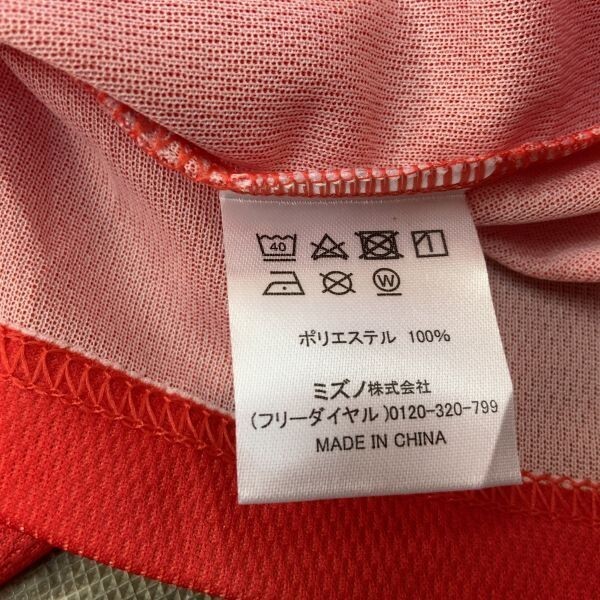 40
W
ポリエステル 100%
ミズノ株式会社
(フリーダイヤル)0120-320-799
MADE IN CHINA